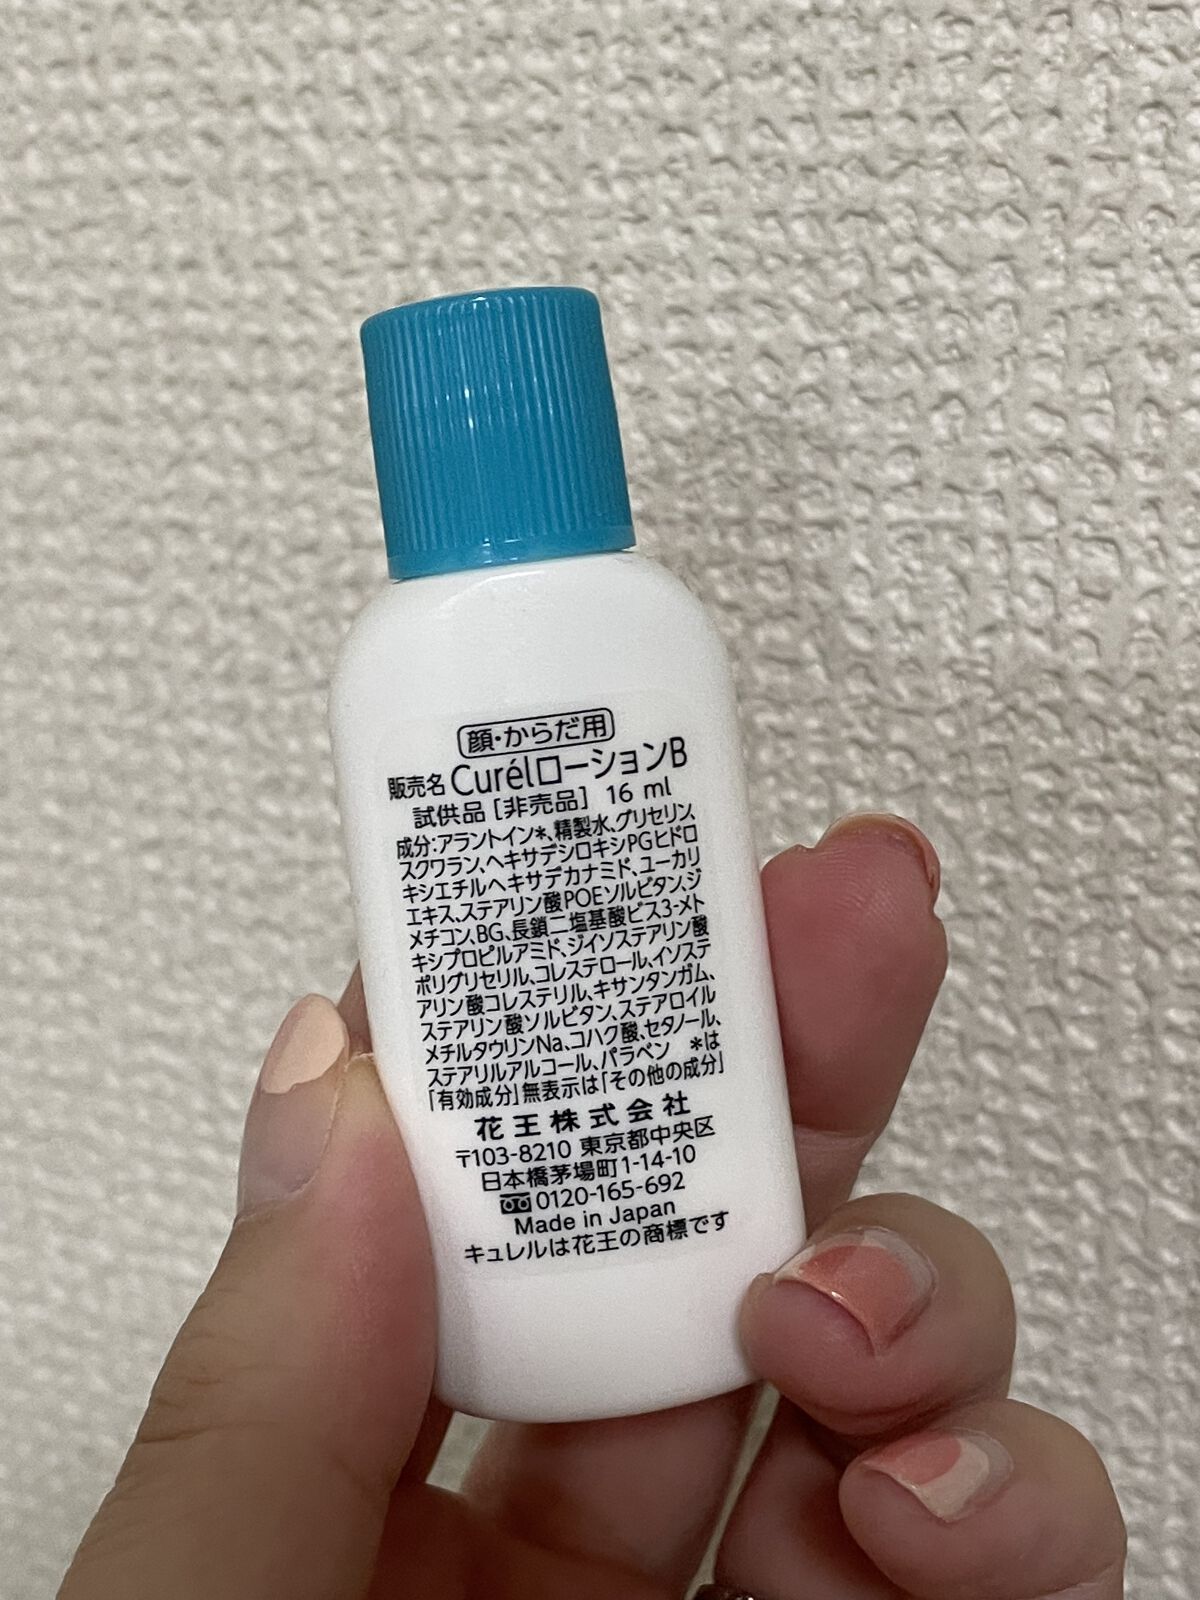 顔・からだ用
販売名 CurélローションB
試供品 [非売品] 16 ml
成分:アラントイン*、精製水、グリセリン、
スクワラン、ヘキサデシロキシPGヒドロ
キシエチルヘキサデカナミド、ユーカリ
エキス、ステアリン酸POEソルビタン、ジ
メチコン、BG、長鎖二塩基酸ビス3-メト
キシプロピルアミド、ジイソステアリン酸
ポリグリセリル、コレステロール、イソステ
アリン酸コレステリル、キサンタンガム、
ステアリン酸ソルビタン、ステアロイル
メチルタウリンNa、コハク酸、セタノール、
ステアリルアルコール、パラベン *は
「有効成分」無表示は「その他の成分」
花王株式会社
〒103-8210 東京都中央区
日本橋茅場町1-14-10
0120-165-692
Made in Japan
キュレルは花王の商標です